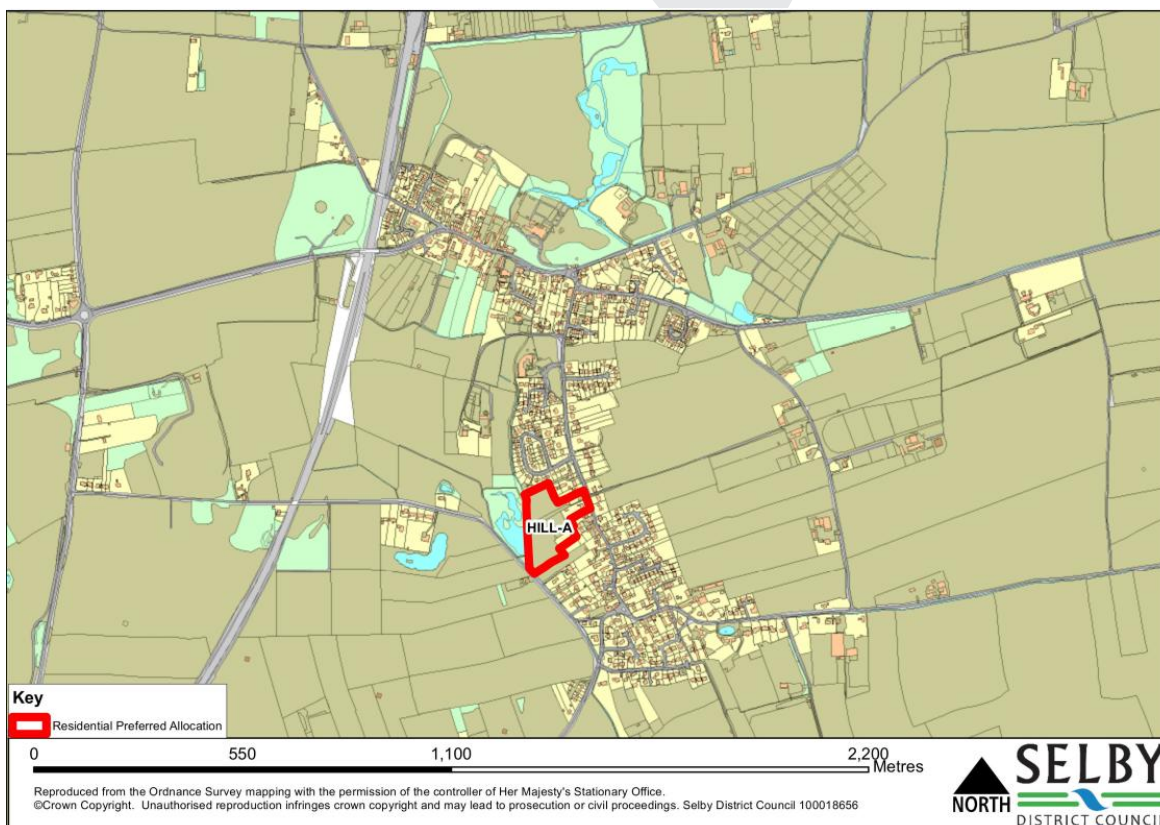 HILL-A
Key
Residential Preferred Allocation
0 550 1,100 2,200
Metres
Reproduced from the Ordnance Survey mapping with the permission of the controller of Her Majesty's Stationary Office.
©Crown Copyright. Unauthorised reproduction infringes crown copyright and may lead to prosecution or civil proceedings. Selby District Council 100018656
NORTH
SELBY
DISTRICT COUNCIL